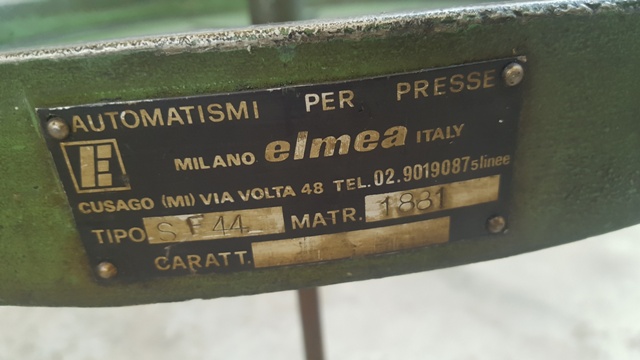 AUTOMATISMI PER PRESSE
E
MILANO elmea ITALY
CUSAGO (MI) VIA VOLTA 48 TEL. 02.9019087 5 linee
TIPO S F 44 MATR. 1881
CARATT.